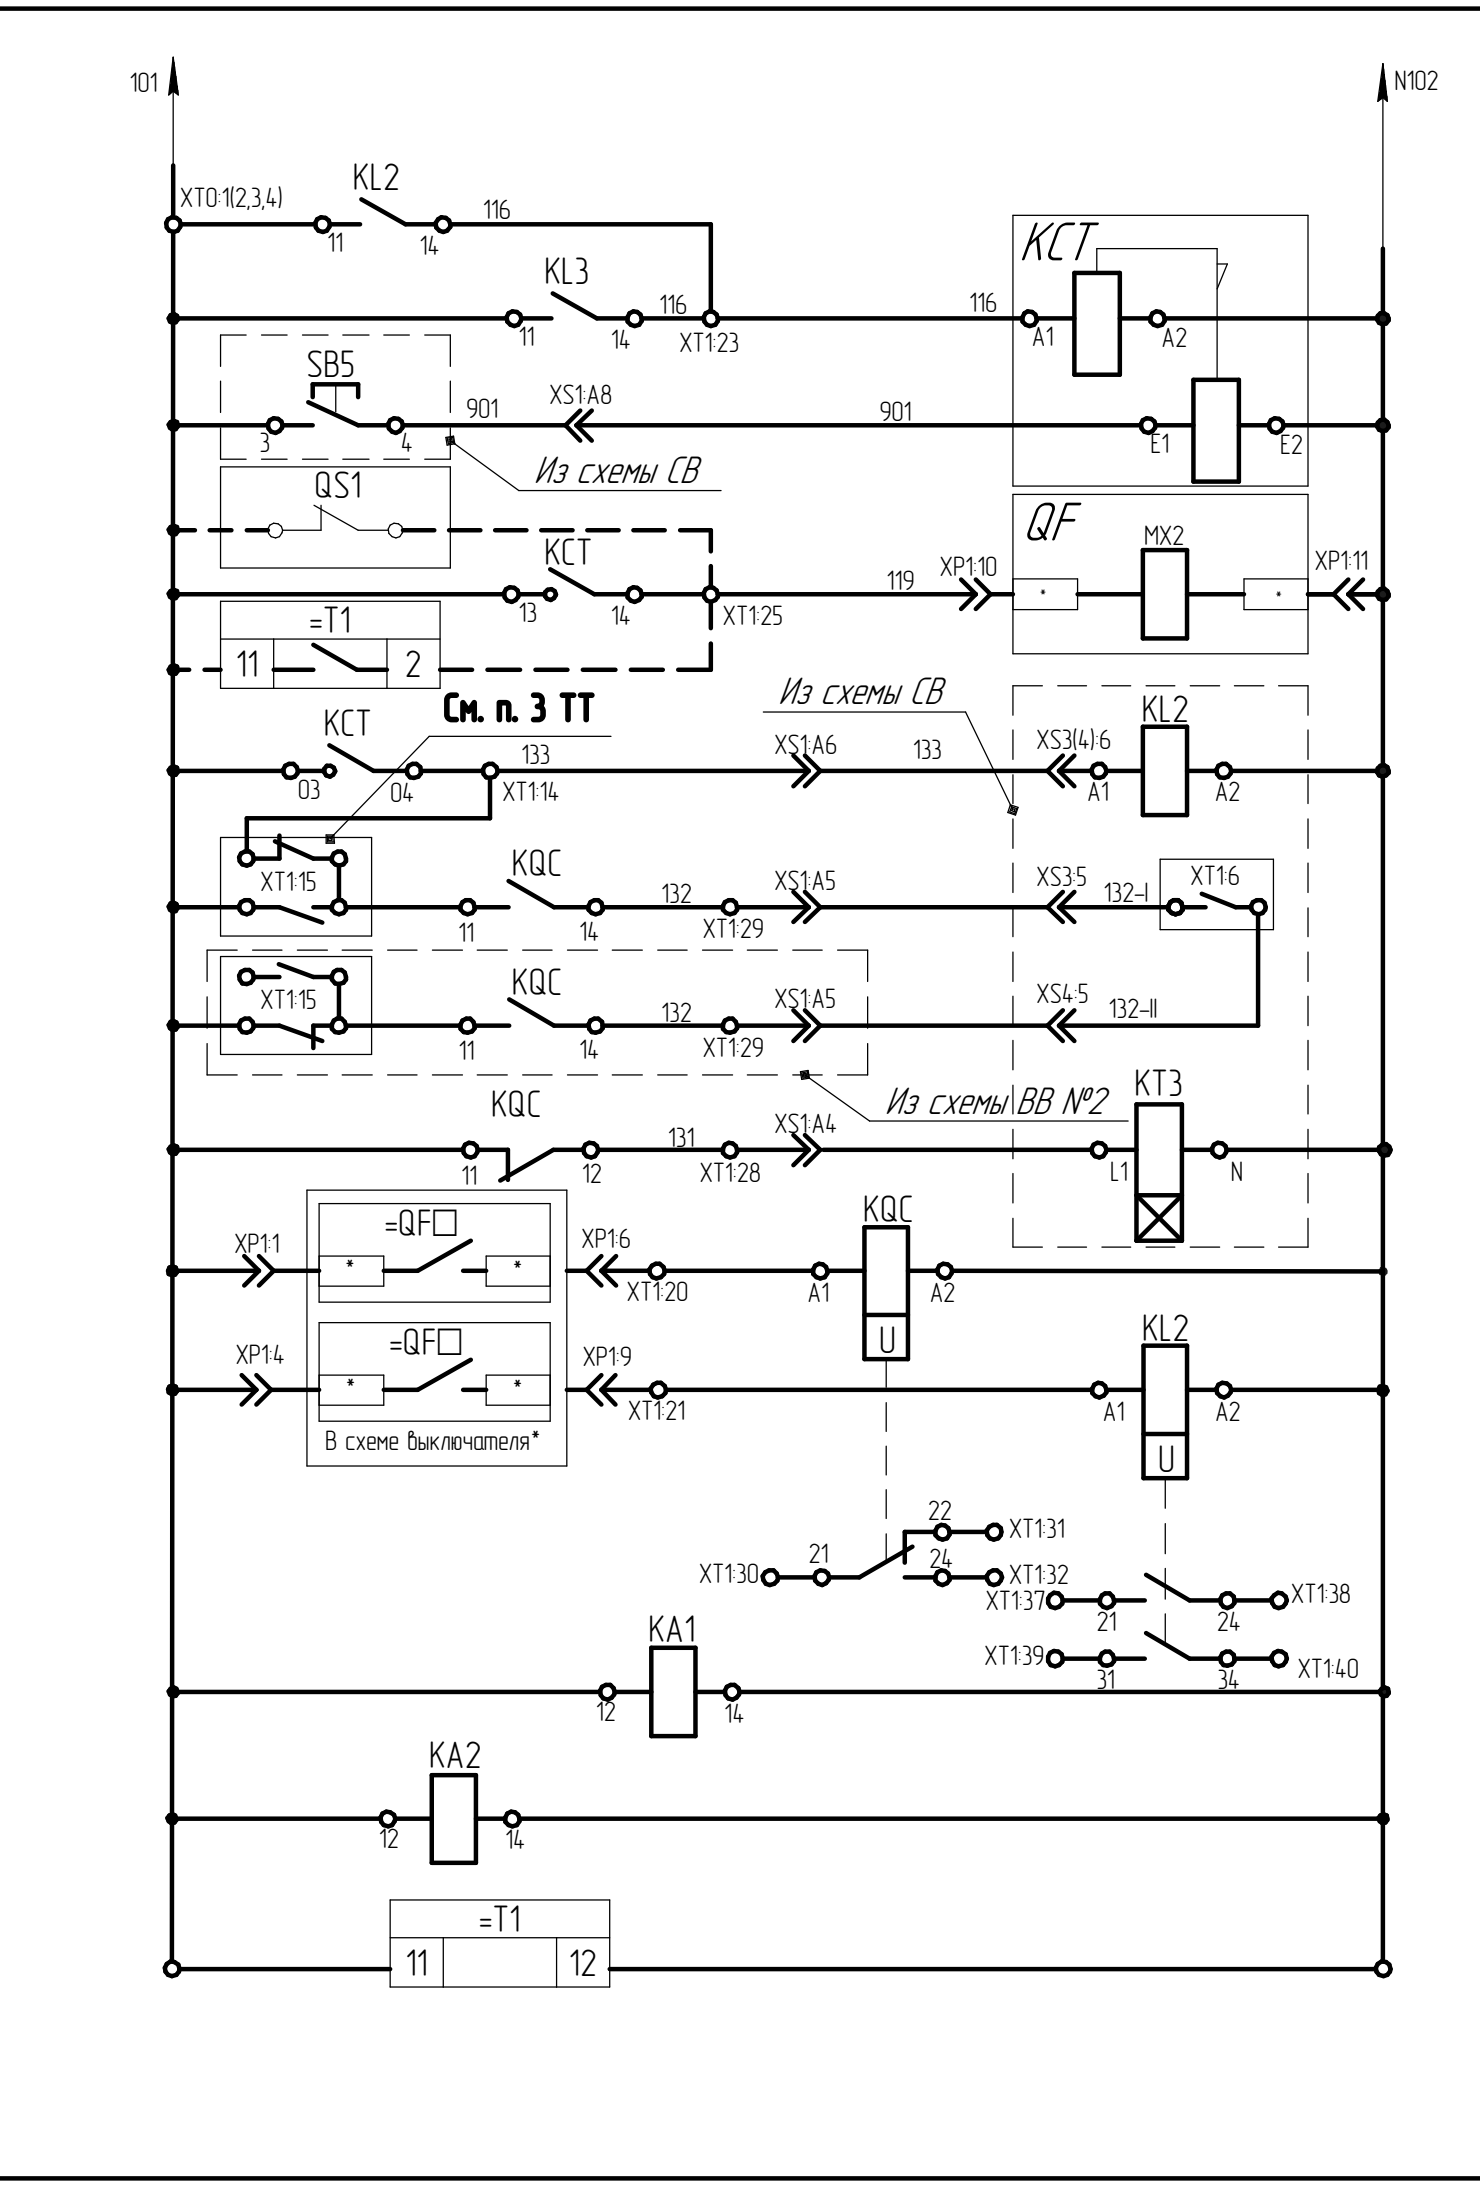 101
N102
XT0:1(2,3,4)
KL2
11
14
116
KCT
KL3
11
14
116
XT1:23
116
A1
A2
SB5
3
4
901
XS1:A8
901
E1
E2
Из схемы СВ
QS1
QF
KCT
13
14
XT1:25
119
XP1:10
*
MX2
*
XP1:11
=T1
11
2
См. п. 3 ТТ
Из схемы СВ
KCT
03
04
133
XT1:14
XS1:A6
133
XS3(4):6
KL2
A1
A2
XT1:15
KQC
11
14
132
XT1:29
XS1:A5
XS3:5
132-I
XT1:6
XT1:15
KQC
11
14
132
XT1:29
XS1:A5
XS4:5
132-II
Из схемы ВВ №2
KQC
11
12
131
XT1:28
XS1:A4
KT3
L1
N
XP1:1
=QF□
*
*
XP1:6
XT1:20
KQC
A1
A2
U
XP1:4
=QF□
*
*
XP1:9
XT1:21
KL2
A1
A2
U
В схеме выключателя*
22
XT1:31
XT1:30
21
24
XT1:32
XT1:37
21
24
XT1:38
XT1:39
31
34
XT1:40
KA1
12
14
KA2
12
14
=T1
11
12